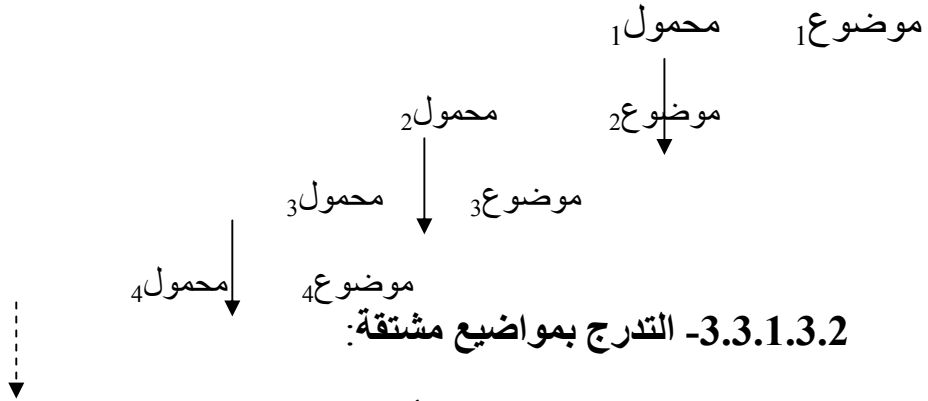 موضوع1 محمول1
موضوع2 محمول2
موضوع3 محمول3
موضوع4 محمول4
3.3.1.3.2- التدرج بمواضيع مشتقة: